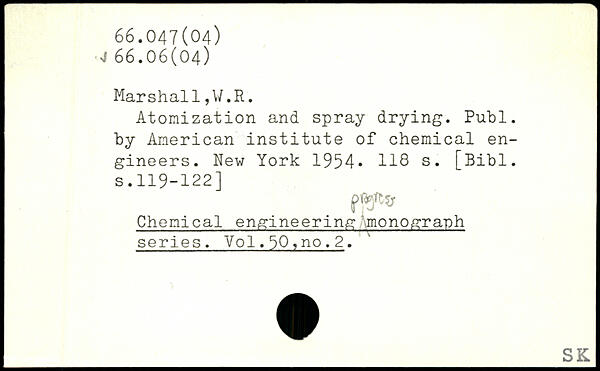 66.047(04)
✓ 66.06(04)
Marshall,W.R.
Atomization and spray drying. Publ.
by American institute of chemical en-
gineers. New York 1954. 118 s. [Bibl.
s.119-122]
progress
Chemical engineering monograph
series. Vol.50,no.2.
SK